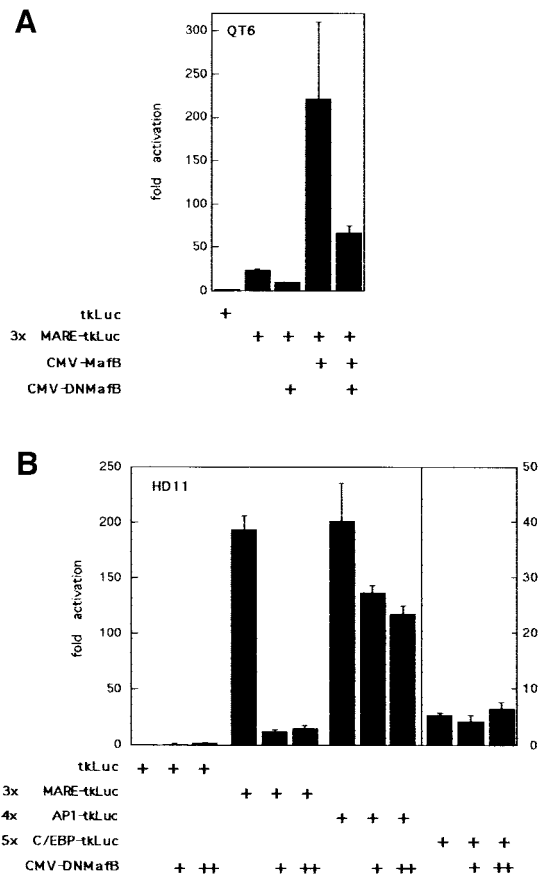 A
QT6
300
250
200
150
100
50
0
fold activation
tkLuc +
3x MARE-tkLuc + + + +
CMV-MafB + +
CMV-DNMafB + +
B
HD11
250
200
150
100
50
0
fold activation
50
40
30
20
10
0
tkLuc + + +
3x MARE-tkLuc + + +
4x AP1-tkLuc + + +
5x C/EBP-tkLuc + + +
CMV-DNMafB + ++ + ++ + ++ + ++